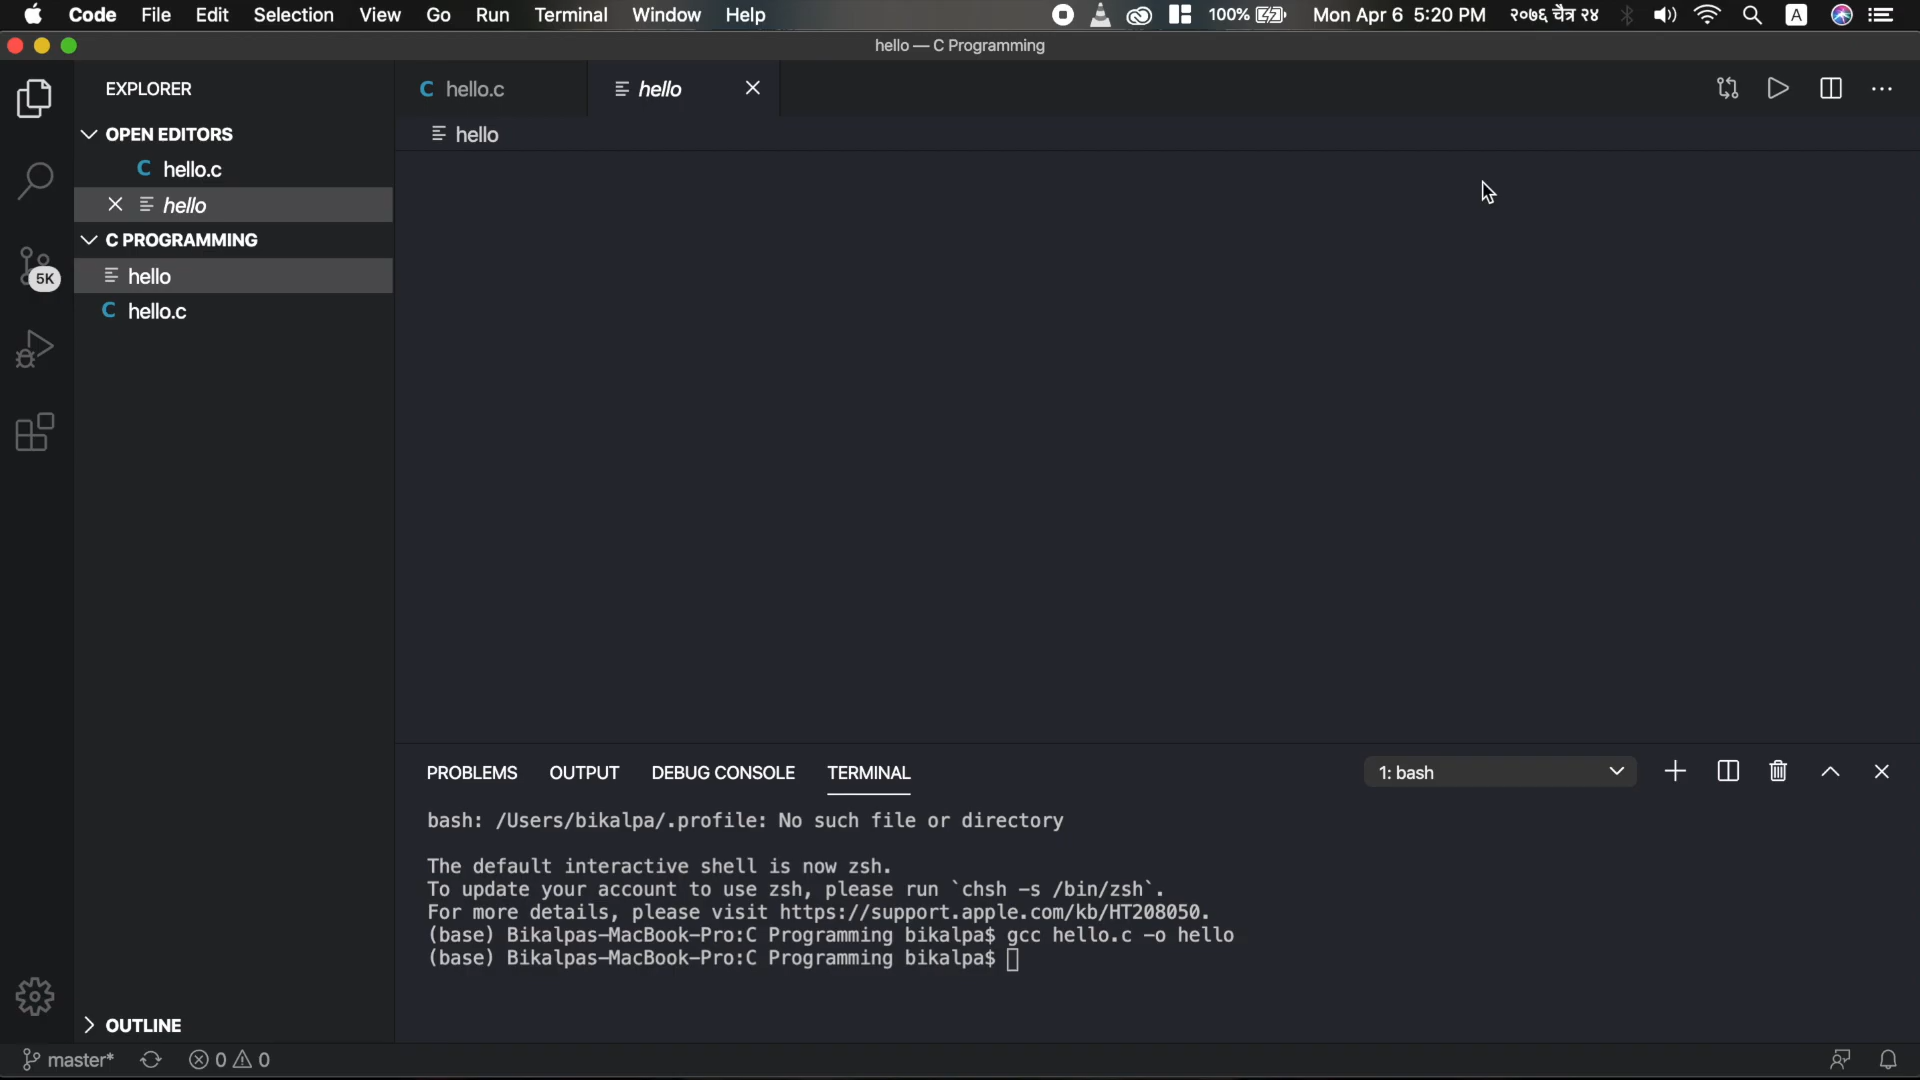 Code File Edit Selection View Go Run Terminal Window Help 100% Mon Apr 6 5:20 PM २०७६ चैत्र २४ A
hello — C Programming
EXPLORER
OPEN EDITORS
C hello.c
hello
C PROGRAMMING
hello
C hello.c
5K
OUTLINE
C hello.c
hello
hello
PROBLEMS OUTPUT DEBUG CONSOLE TERMINAL 1: bash
bash: /Users/bikalpa/.profile: No such file or directory
The default interactive shell is now zsh.
To update your account to use zsh, please run `chsh -s /bin/zsh`.
For more details, please visit https://support.apple.com/kb/HT208050.
(base) Bikalpas-MacBook-Pro:C Programming bikalpa$ gcc hello.c -o hello
(base) Bikalpas-MacBook-Pro:C Programming bikalpa$
master* 0 0